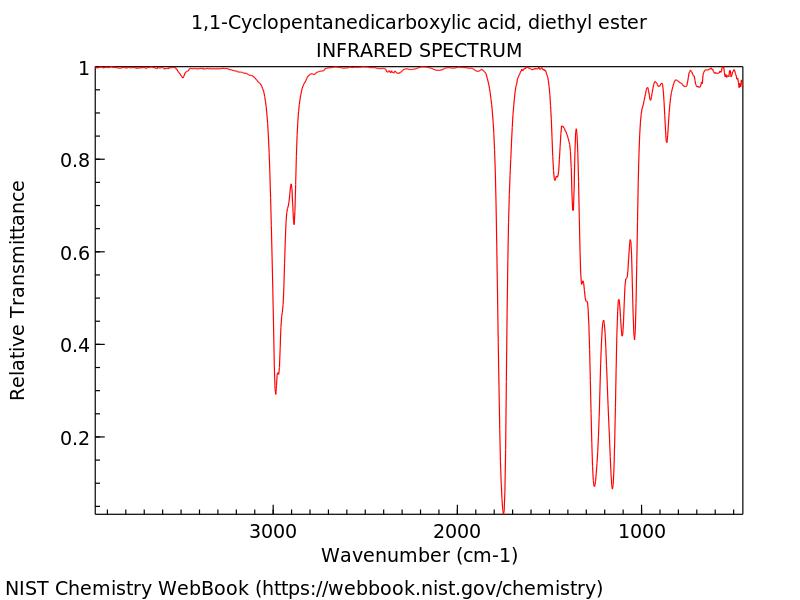 1,1-Cyclopentanedicarboxylic acid, diethyl ester
INFRARED SPECTRUM
1
0.8
0.6
0.4
0.2
Relative Transmittance
3000 2000 1000
Wavenumber (cm-1)
NIST Chemistry WebBook (https://webbook.nist.gov/chemistry)